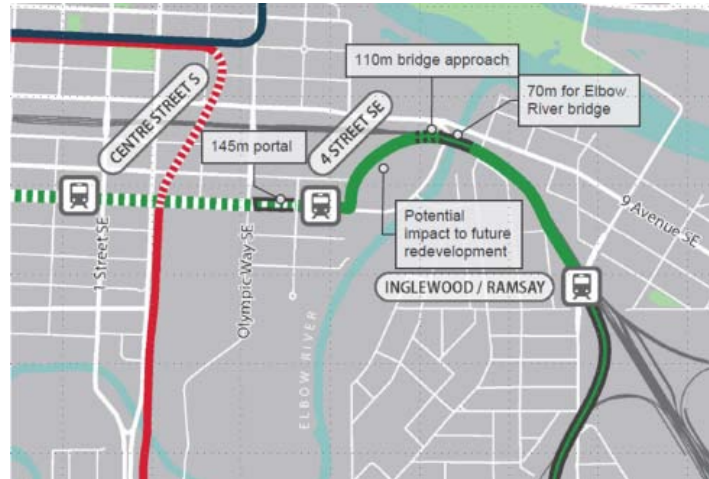 110m bridge approach
70m for Elbow
River bridge
CENTRE STREET S
145m portal
4 STREET SE
Potential
impact to future
redevelopment
9 Avenue SE
1 Street SE
Olympic Way SE
INGLEWOOD / RAMSAY
ELBOW RIVER